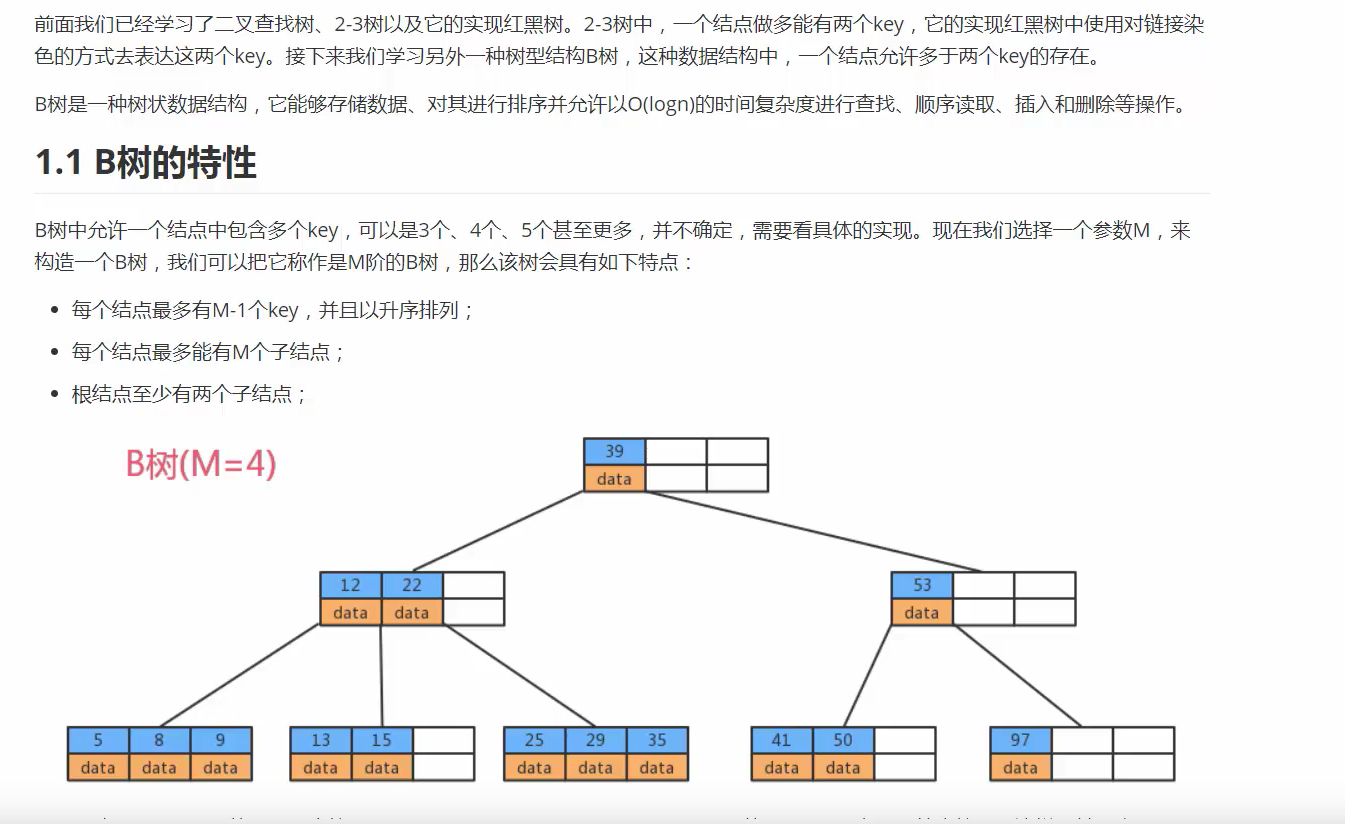 前面我们已经学习了二叉查找树、2-3树以及它的实现红黑树。2-3树中，一个结点做多能有两个key，它的实现红黑树中使用对链接染
色的方式去表达这两个key。接下来我们学习另外一种树型结构B树，这种数据结构中，一个结点允许多于两个key的存在。
B树是一种树状数据结构，它能够存储数据、对其进行排序并允许以O(logn)的时间复杂度进行查找、顺序读取、插入和删除等操作。
1.1 B树的特性
B树中允许一个结点中包含多个key，可以是3个、4个、5个甚至更多，并不确定，需要看具体的实现。现在我们选择一个参数M，来
构造一个B树，我们可以把它称作是M阶的B树，那么该树会具有如下特点：
每个结点最多有M-1个key，并且以升序排列；
每个结点最多能有M个子结点；
根结点至少有两个子结点；
B树(M=4)
39
data
12 22 53
data data data
5 8 9 13 15 25 29 35 41 50 97
data data data data data data data data data data data